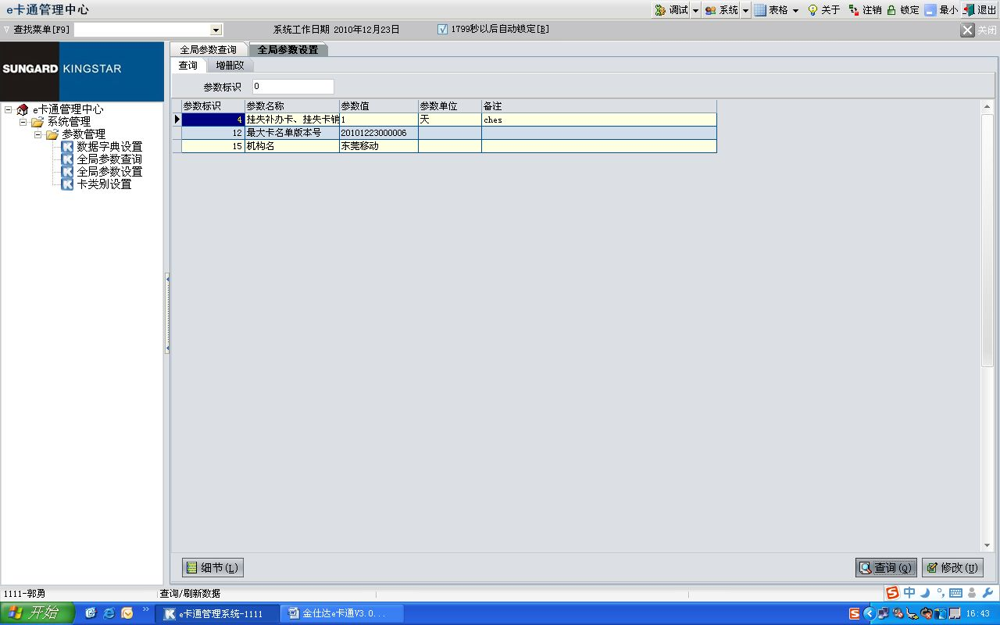 e卡通管理中心 调试 系统 表格 关于 注销 锁定 最小 退出
查找菜单[F9] 系统工作日期 2010年12月23日 1799秒以后自动锁定[B] 关闭
SUNGARD KINGSTAR
e卡通管理中心
系统管理
参数管理
数据字典设置
全局参数查询
全局参数设置
卡类别设置
全局参数查询 全局参数设置
查询 增删改
参数标识 0
参数标识 参数名称 参数值 参数单位 备注
4 挂失补办卡、挂失卡销 1 天 ches
12 最大卡名单版本号 20101223000006
15 机构名 东莞移动
细节(L) 查询(Q) 修改(U)
1111-郭勇 查询/刷新数据
中
开始 e卡通管理系统-1111 金仕达e卡通V3.0... 16:43